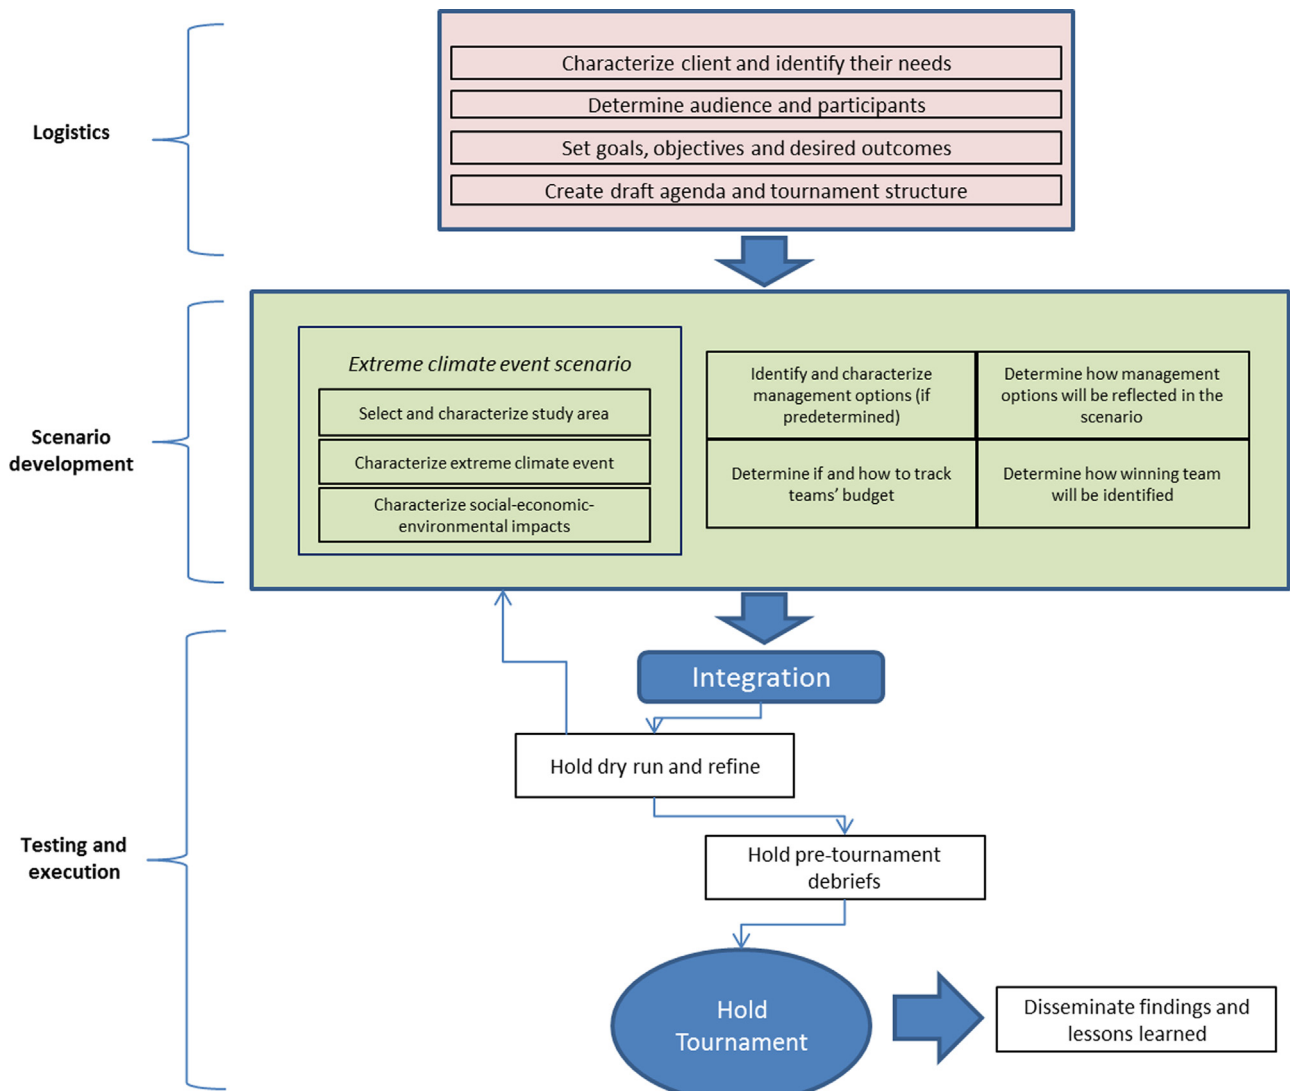 Logistics
Characterize client and identify their needs
Determine audience and participants
Set goals, objectives and desired outcomes
Create draft agenda and tournament structure
Scenario
development
Extreme climate event scenario
Select and characterize study area
Characterize extreme climate event
Characterize social-economic-
environmental impacts
Identify and characterize
management options (if
predetermined)
Determine how management
options will be reflected in the
scenario
Determine if and how to track
teams’ budget
Determine how winning team
will be identified
Testing and
execution
Integration
Hold dry run and refine
Hold pre-tournament
debriefs
Hold
Tournament
Disseminate findings and
lessons learned